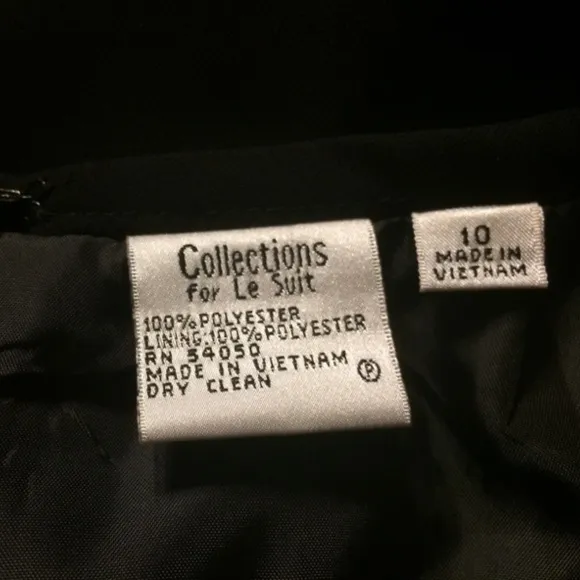 Collections
for Le Suit
100% POLYESTER
LINING:100% POLYESTER
RN 54050
MADE IN VIETNAM
DRY CLEAN Ⓟ
10
MADE IN
VIETNAM